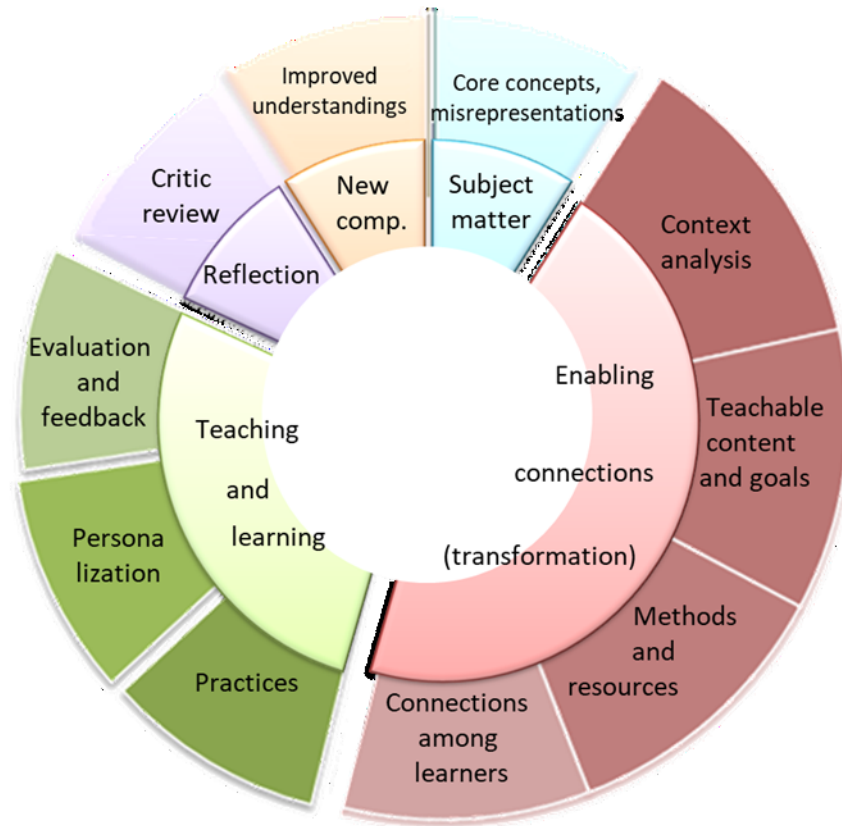 Improved
understandings
Core concepts,
misrepresentations
New
comp.
Subject
matter
Critic
review
Reflection
Context
analysis
Evaluation
and
feedback
Teaching
and
learning
Enabling
connections
(transformation)
Teachable
content
and goals
Persona
lization
Methods
and
resources
Practices
Connections
among
learners